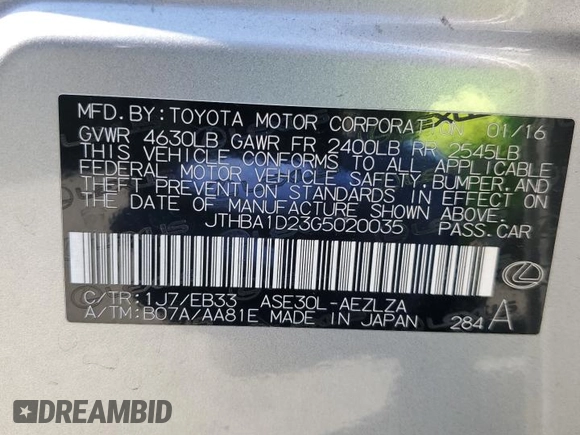 MFD. BY: TOYOTA MOTOR CORPORATION 01/16
GVWR 4630LB GAWR FR 2400LB RR 2545LB
THIS VEHICLE CONFORMS TO ALL APPLICABLE
FEDERAL MOTOR VEHICLE SAFETY, BUMPER, AND
THEFT PREVENTION STANDARDS IN EFFECT ON
THE DATE OF MANUFACTURE SHOWN ABOVE.
JTHBA1D23G5020035 PASS. CAR
C/TR: 1J7/EB33 ASE30L-AEZLZA
A/TM: B07A/AA81E MADE IN JAPAN 284 A
DREAMBID